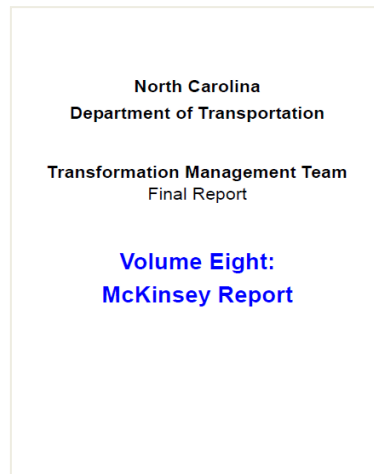 North Carolina
Department of Transportation
Transformation Management Team
Final Report
Volume Eight:
McKinsey Report